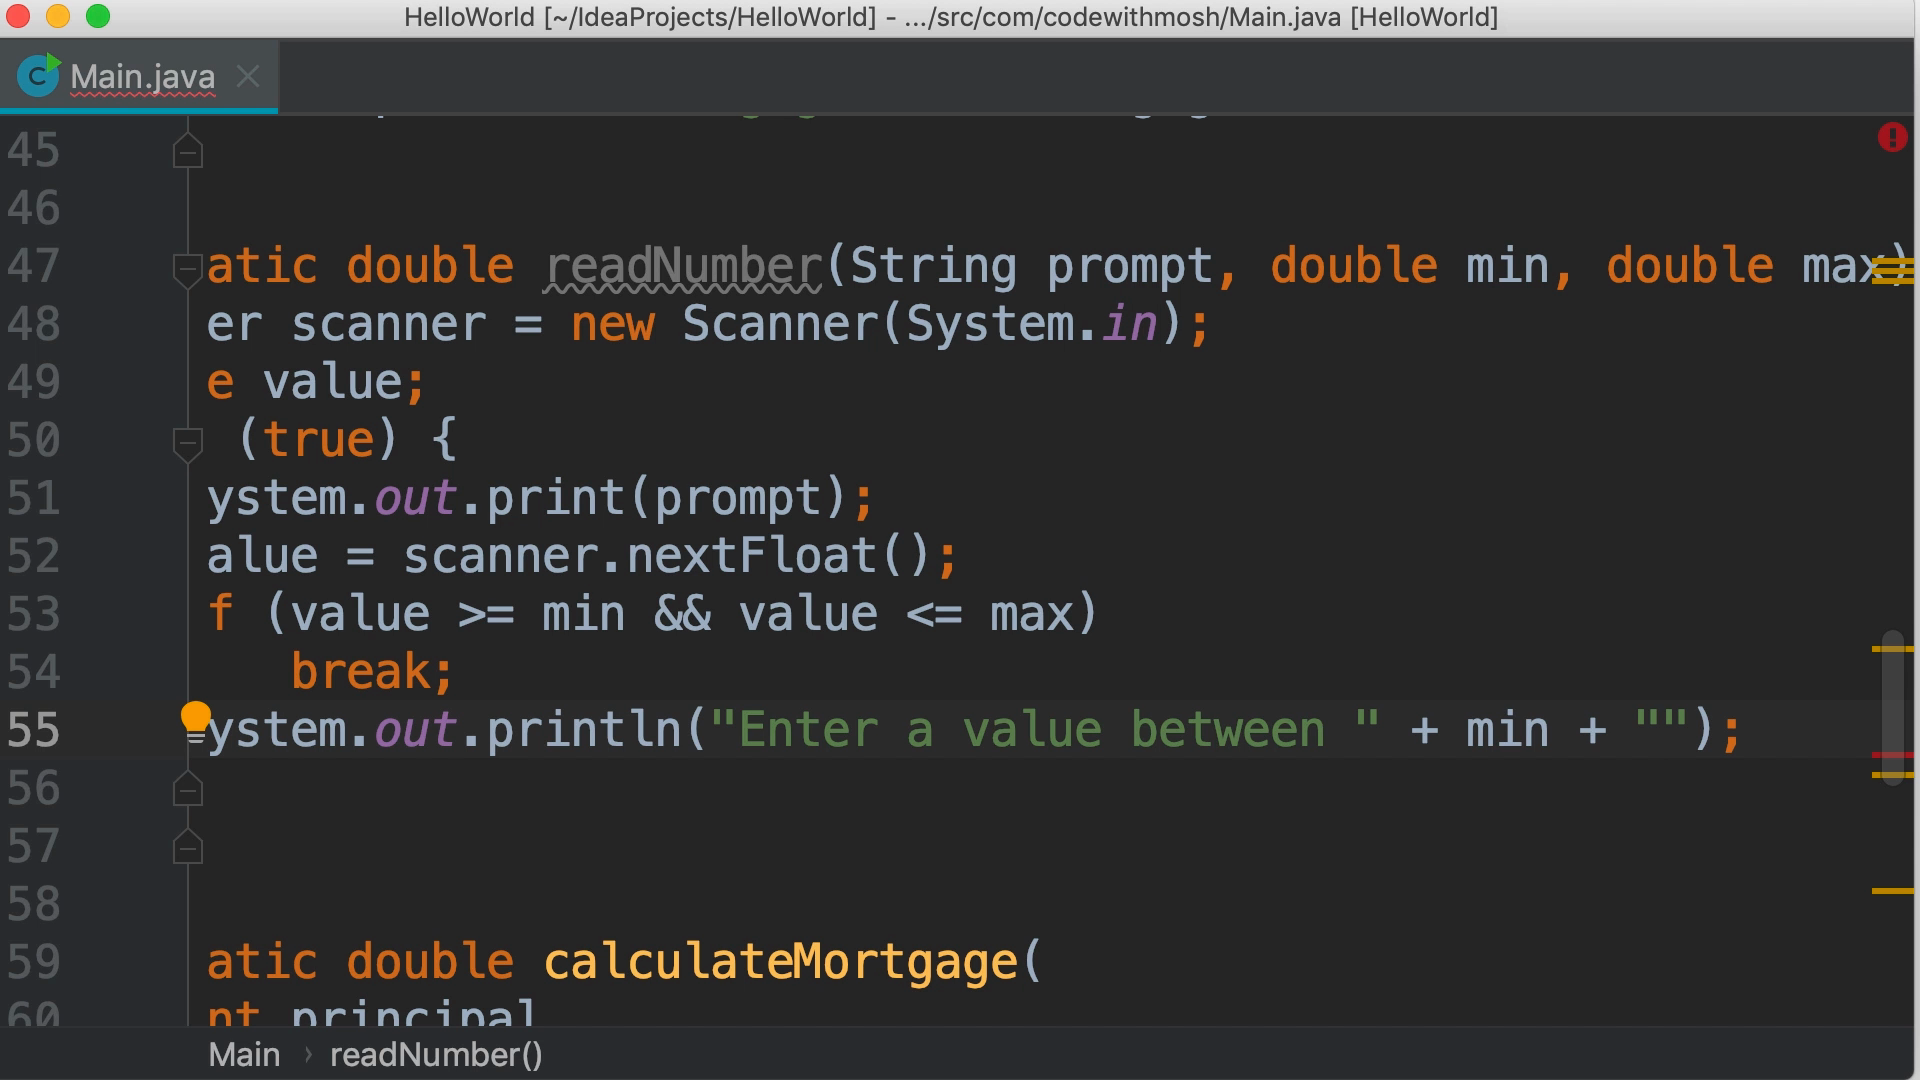 HelloWorld [~/IdeaProjects/HelloWorld] - .../src/com/codewithmosh/Main.java [HelloWorld]
C Main.java
45
46
47 atic double readNumber(String prompt, double min, double max)
48 er scanner = new Scanner(System.in);
49 e value;
50 (true) {
51 ystem.out.print(prompt);
52 alue = scanner.nextFloat();
53 f (value >= min && value <= max)
54 break;
55 ystem.out.println("Enter a value between " + min + "");
56
57
58
59 atic double calculateMortgage(
60 nt principal
Main › readNumber()